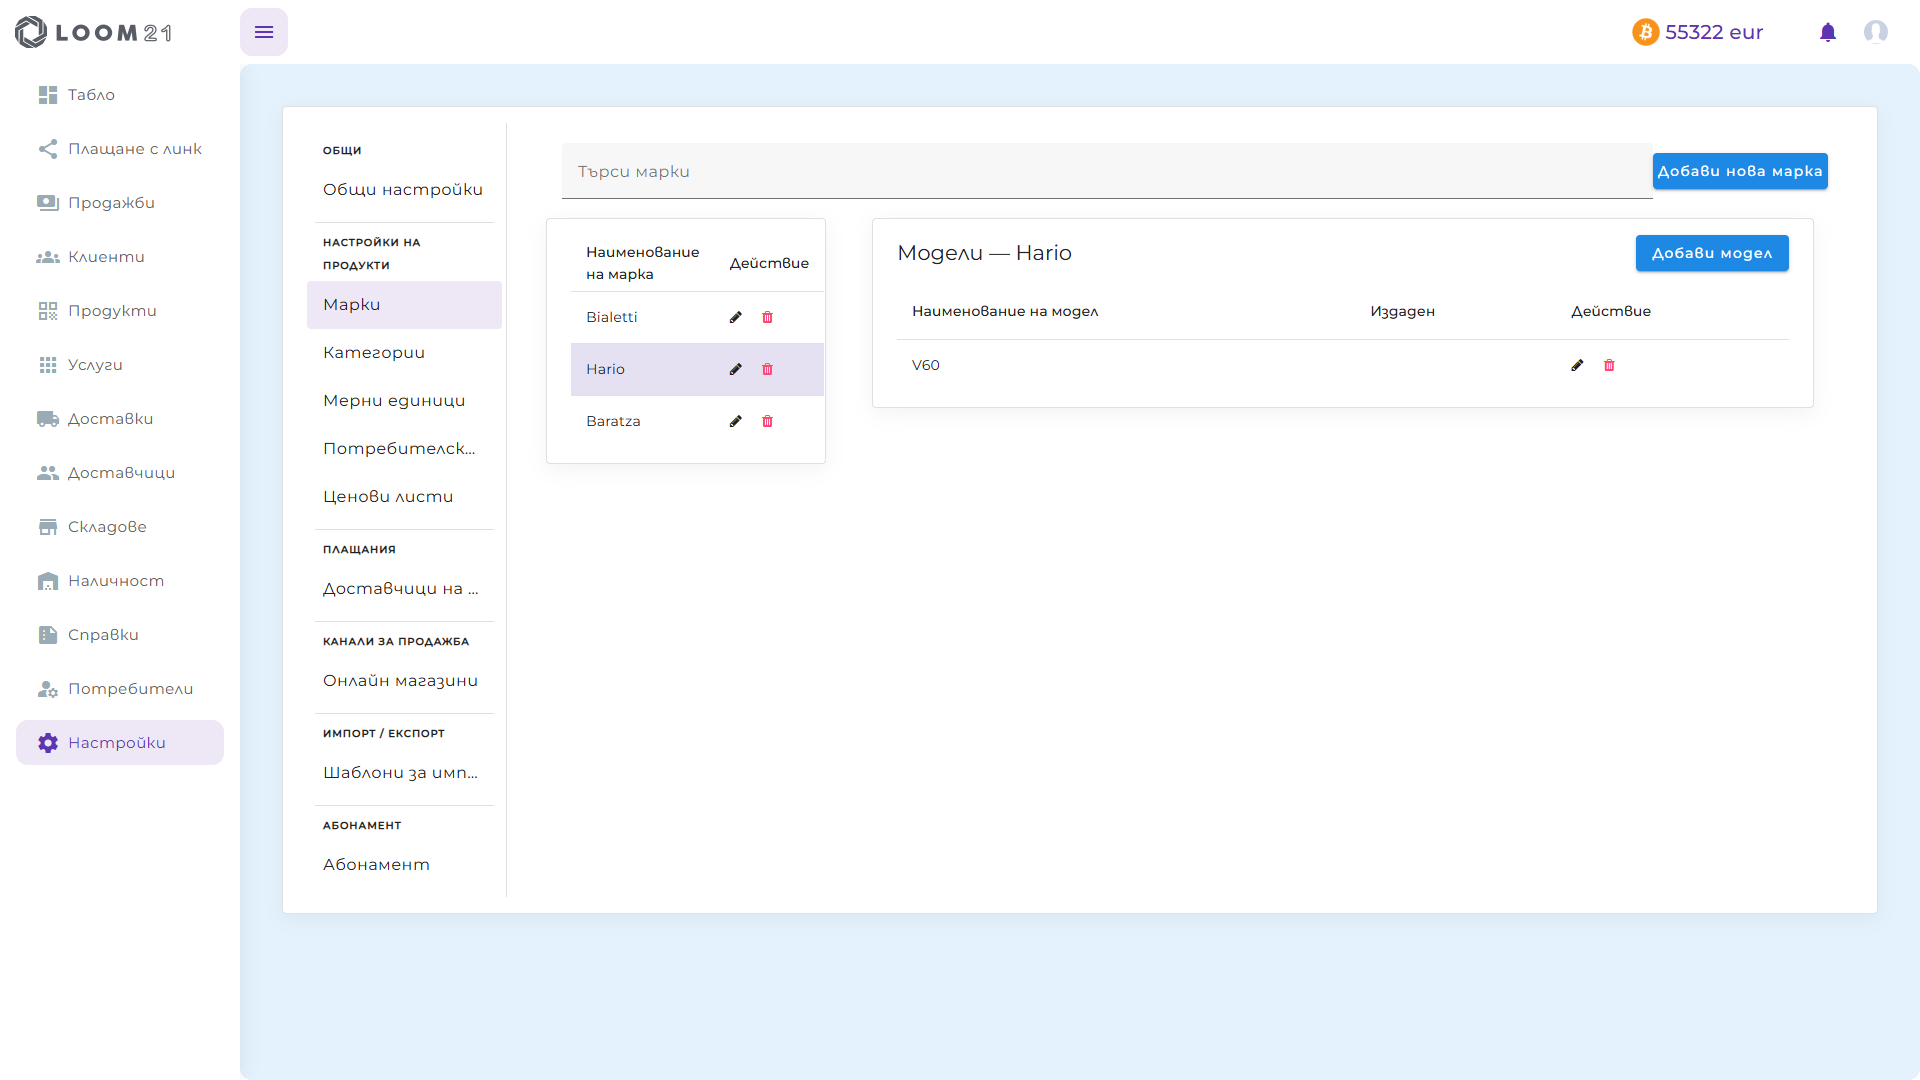 LOOM 21
55322 eur
Табло
Плащане с линк
Продажби
Клиенти
Продукти
Услуги
Доставки
Доставчици
Складове
Наличност
Справки
Потребители
Настройки
ОБЩИ
Общи настройки
НАСТРОЙКИ НА
ПРОДУКТИ
Марки
Категории
Мерни единици
Потребителск...
Ценови листи
ПЛАЩАНИЯ
Доставчици на ...
КАНАЛИ ЗА ПРОДАЖБА
Онлайн магазини
ИМПОРТ / ЕКСПОРТ
Шаблони за имп...
АБОНАМЕНТ
Абонамент
Търси марки
Добави нова марка
Наименование
на марка
Действие
Bialetti
Hario
Baratza
Модели — Hario
Добави модел
Наименование на модел
Издаден
Действие
V60